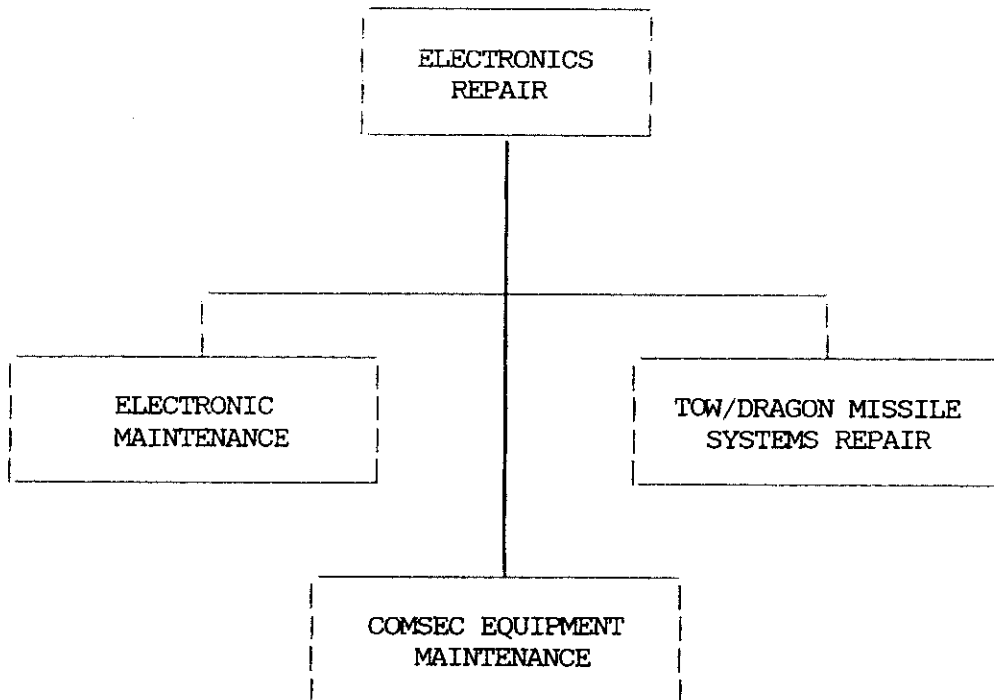 ELECTRONICS
REPAIR
ELECTRONIC
MAINTENANCE
TOW/DRAGON MISSILE
SYSTEMS REPAIR
COMSEC EQUIPMENT
MAINTENANCE